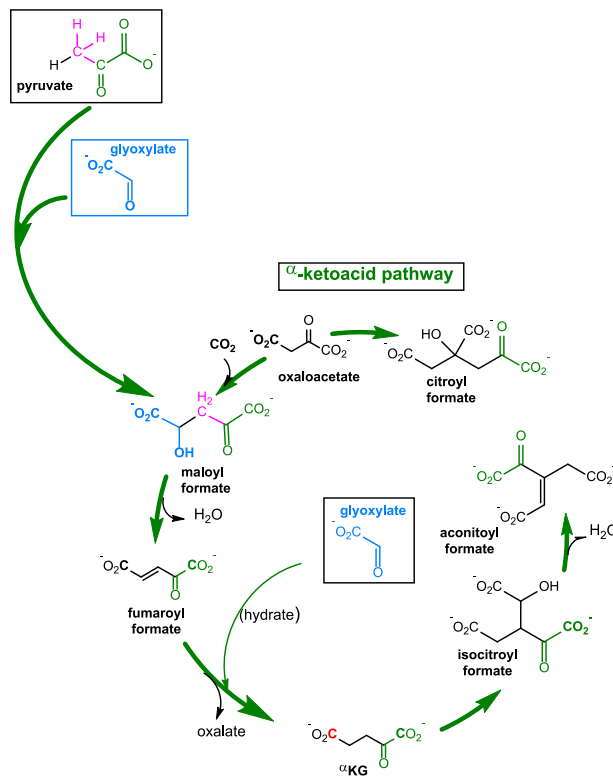 H
H
H
C
C
O
O
O-
pyruvate
glyoxylate
-O2C
O
α-ketoacid pathway
CO2
-O2C
O
CO2-
oxaloacetate
HO
CO2-
O
-O2C
CO2-
citroyl
formate
H2
C
-O2C
CO2-
OH
O
maloyl
formate
H2O
glyoxylate
-O2C
O
O
-O2C
CO2-
-O2C
aconitoyl
formate
H2O
-O2C
CO2-
O
fumaroyl
formate
(hydrate)
-O2C
OH
-O2C
CO2-
O
isocitroyl
formate
oxalate
-O2C
CO2-
O
αKG